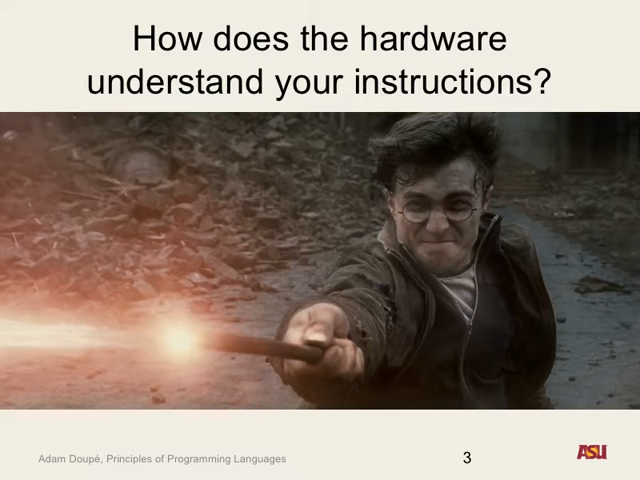 How does the hardware
understand your instructions?
Adam Doupé, Principles of Programming Languages
3
ASU